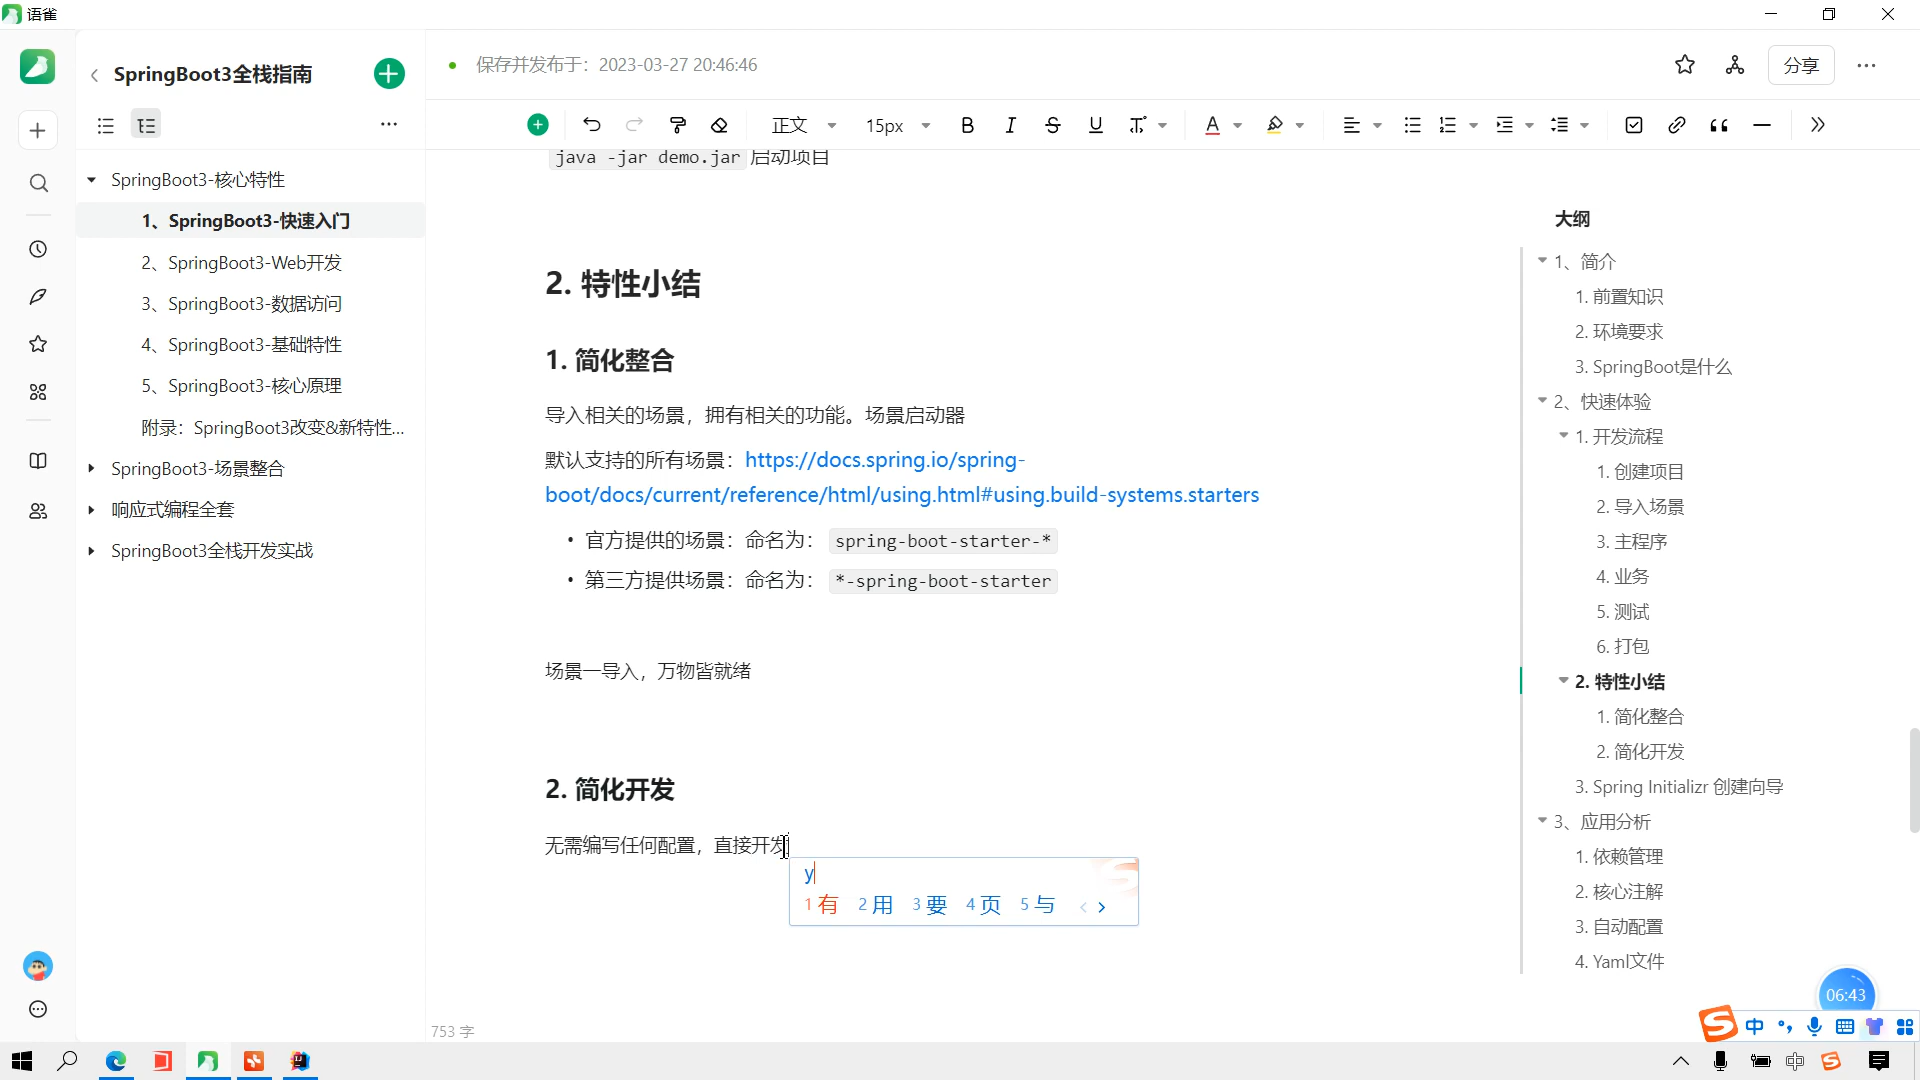 语雀
SpringBoot3全栈指南
SpringBoot3-核心特性
1、SpringBoot3-快速入门
2、SpringBoot3-Web开发
3、SpringBoot3-数据访问
4、SpringBoot3-基础特性
5、SpringBoot3-核心原理
附录：SpringBoot3改变&新特性...
SpringBoot3-场景整合
响应式编程全套
SpringBoot3全栈开发实战
保存并发布于：2023-03-27 20:46:46
分享
正文
15px
java -jar demo.jar 启动项目
2. 特性小结
1. 简化整合
导入相关的场景，拥有相关的功能。场景启动器
默认支持的所有场景：https://docs.spring.io/spring-
boot/docs/current/reference/html/using.html#using.build-systems.starters
• 官方提供的场景：命名为： spring-boot-starter-*
• 第三方提供场景：命名为： *-spring-boot-starter
场景一导入，万物皆就绪
2. 简化开发
无需编写任何配置，直接开发
y
1 有 2 用 3 要 4 页 5 与
753 字
大纲
1、简介
1. 前置知识
2. 环境要求
3. SpringBoot是什么
2、快速体验
1. 开发流程
1. 创建项目
2. 导入场景
3. 主程序
4. 业务
5. 测试
6. 打包
2. 特性小结
1. 简化整合
2. 简化开发
3. Spring Initializr 创建向导
3、应用分析
1. 依赖管理
2. 核心注解
3. 自动配置
4. Yaml文件
06:43
中
中